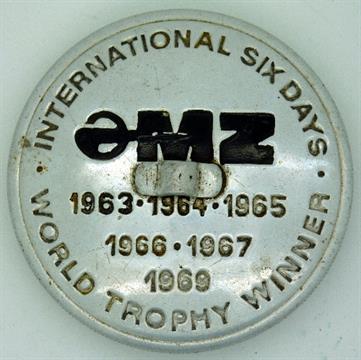 INTERNATIONAL SIX DAYS ·
MZ
1963 · 1964 · 1965
1966 · 1967
1969
WORLD TROPHY WINNER ·